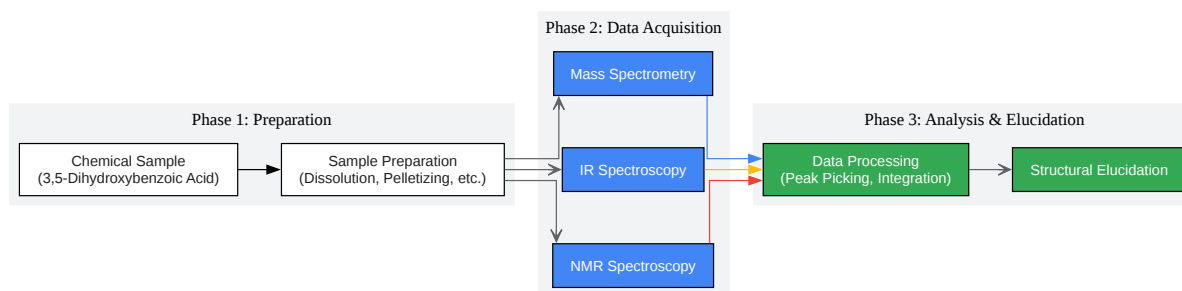 Phase 1: Preparation
Chemical Sample
(3,5-Dihydroxybenzoic Acid)
Sample Preparation
(Dissolution, Pelletizing, etc.)
Phase 2: Data Acquisition
Mass Spectrometry
IR Spectroscopy
NMR Spectroscopy
Phase 3: Analysis & Elucidation
Data Processing
(Peak Picking, Integration)
Structural Elucidation